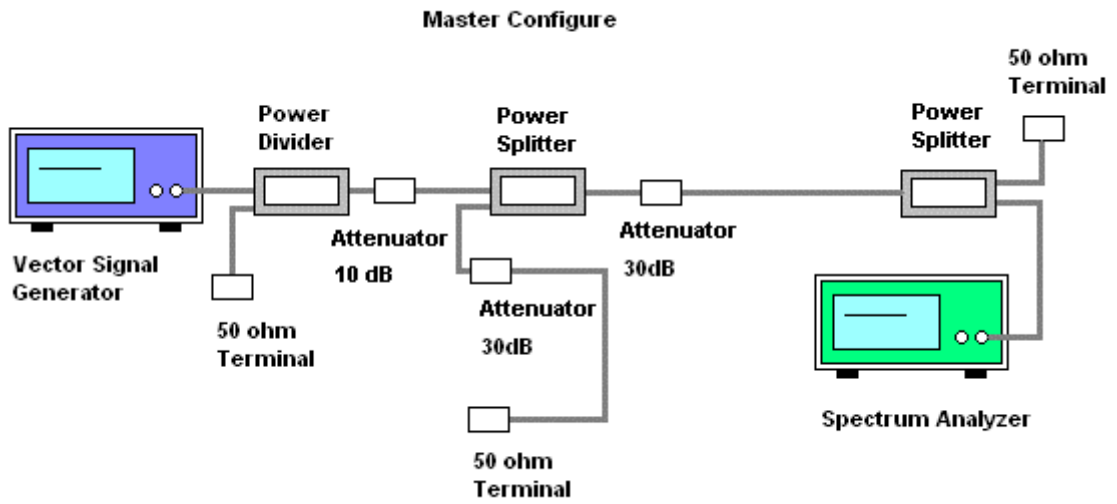 Master Configure
50 ohm
Terminal
Power
Divider
Power
Splitter
Power
Splitter
Attenuator
10 dB
Attenuator
30dB
Vector Signal
Generator
Attenuator
30dB
50 ohm
Terminal
Spectrum Analyzer
50 ohm
Terminal